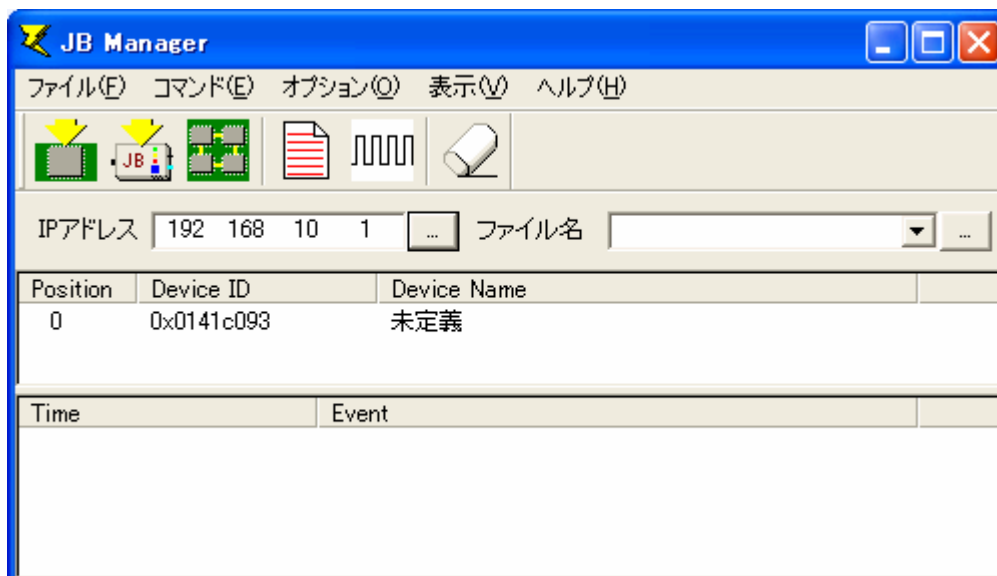 JB Manager
ファイル(F) コマンド(E) オプション(O) 表示(V) ヘルプ(H)
JB
IPアドレス 192 168 10 1 ... ファイル名 ...
Position Device ID Device Name
0 0x0141c093 未定義
Time Event